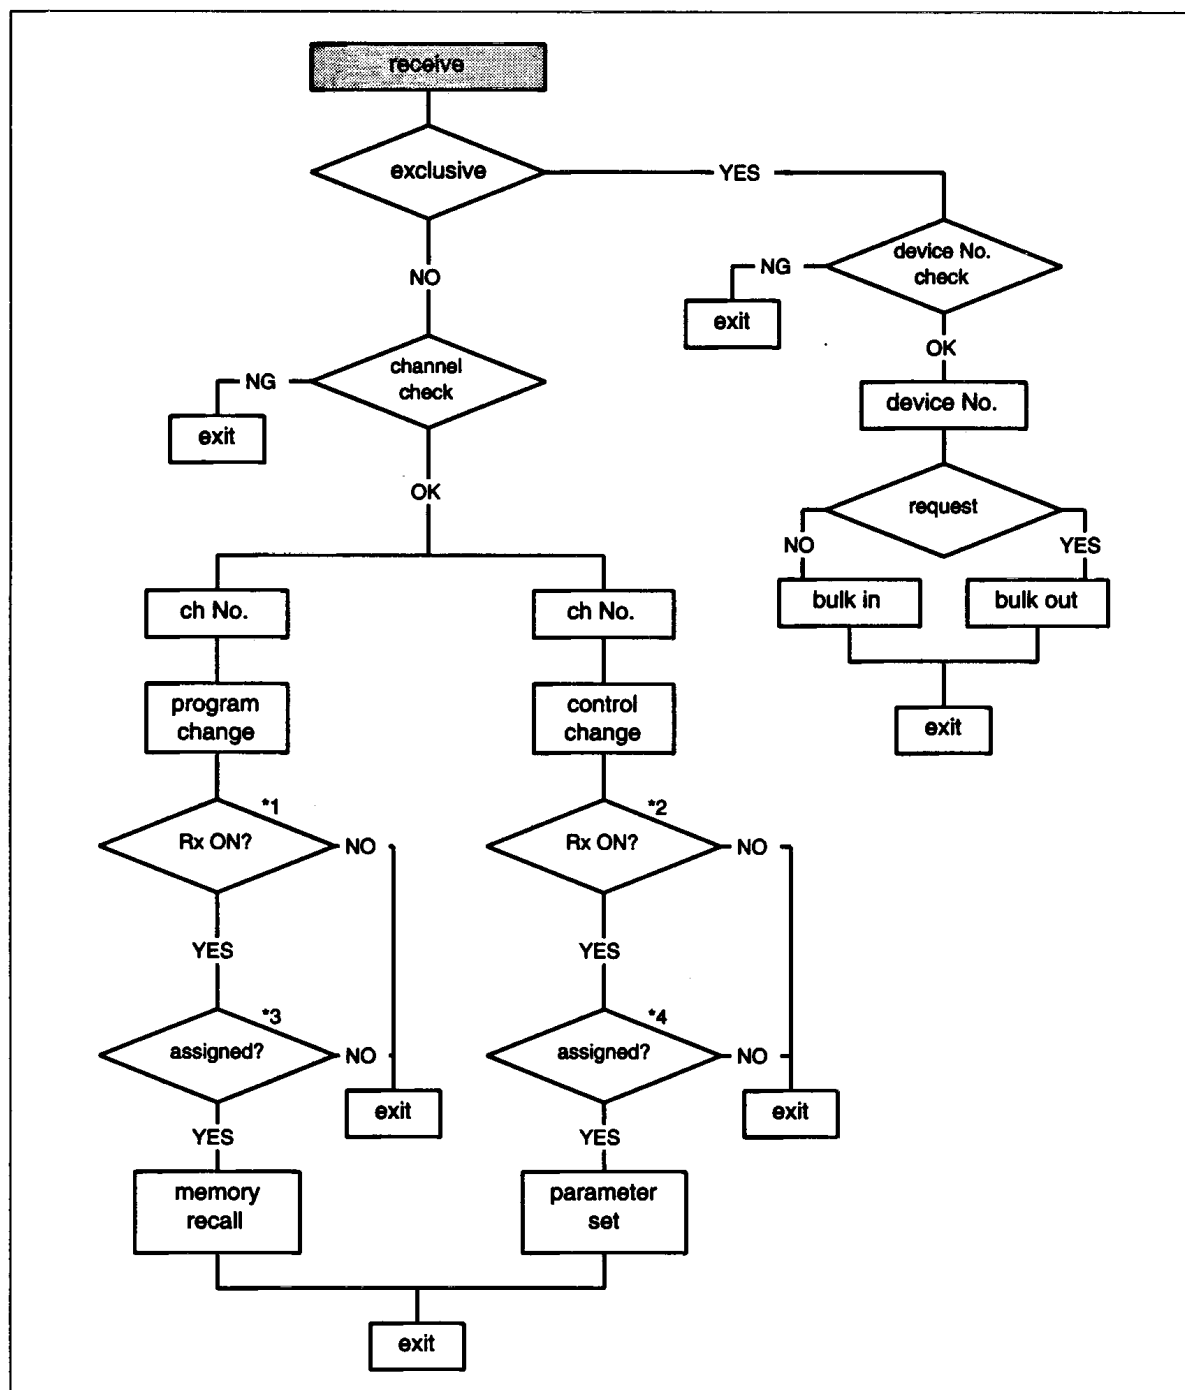 receive
exclusive
YES
NO
device No.
check
NG
exit
OK
channel
check
NG
exit
OK
device No.
request
NO
YES
bulk in
bulk out
exit
ch No.
ch No.
program
change
control
change
*1
Rx ON?
NO
*2
Rx ON?
NO
YES
YES
*3
assigned?
NO
*4
assigned?
NO
exit
exit
YES
YES
memory
recall
parameter
set
exit